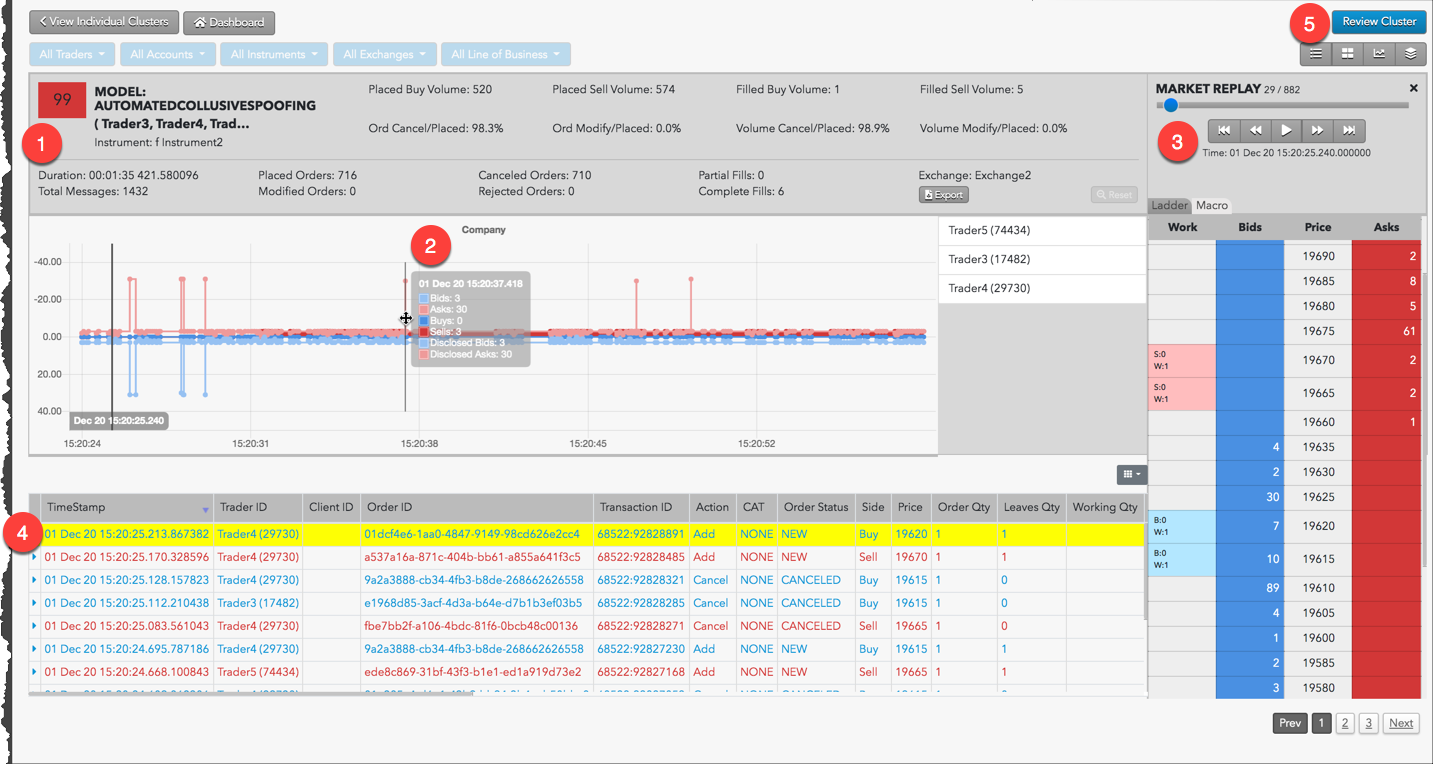 View Individual Clusters
Dashboard
5
Review Cluster
All Traders
All Accounts
All Instruments
All Exchanges
All Line of Business
99
MODEL:
AUTOMATEDCOLLUSIVESPOOFING
( Trader3, Trader4, Trad...
Instrument: f Instrument2
1
Placed Buy Volume: 520
Placed Sell Volume: 574
Filled Buy Volume: 1
Filled Sell Volume: 5
Ord Cancel/Placed: 98.3%
Ord Modify/Placed: 0.0%
Volume Cancel/Placed: 98.9%
Volume Modify/Placed: 0.0%
Duration: 00:01:35 421.580096
Placed Orders: 716
Canceled Orders: 710
Partial Fills: 0
Exchange: Exchange2
Total Messages: 1432
Modified Orders: 0
Rejected Orders: 0
Complete Fills: 6
Export
Reset
MARKET REPLAY 29 / 882
3
Time: 01 Dec 20 15:20:25.240.000000
Company
2
-40.00
-20.00
0.00
20.00
40.00
01 Dec 20 15:20:37.418
Bids: 3
Asks: 30
Buys: 0
Sells: 3
Disclosed Bids: 3
Disclosed Asks: 30
Dec 20 15:20:25.240
15:20:24
15:20:31
15:20:38
15:20:45
15:20:52
Trader5 (74434)
Trader3 (17482)
Trader4 (29730)
Ladder
Macro
Work Bids Price Asks
19690 2
19685 8
19680 5
19675 61
S:0
W:1
19670 2
S:0
W:1
19665 2
19660 1
4 19635
2 19630
30 19625
B:0
W:1
7 19620
B:0
W:1
10 19615
89 19610
4 19605
1 19600
2 19585
3 19580
TimeStamp Trader ID Client ID Order ID Transaction ID Action CAT Order Status Side Price Order Qty Leaves Qty Working Qty
4
01 Dec 20 15:20:25.213.867382 Trader4 (29730) 01dcf4e6-1aa0-4847-9149-98cd626e2cc4 68522:92828891 Add NONE NEW Buy 19620 1 1
01 Dec 20 15:20:25.170.328596 Trader4 (29730) a537a16a-871c-404b-bb61-a855a641f3c5 68522:92828485 Add NONE NEW Sell 19670 1 1
01 Dec 20 15:20:25.128.157823 Trader4 (29730) 9a2a3888-cb34-4fb3-b8de-268662626558 68522:92828321 Cancel NONE CANCELED Buy 19615 1 0
01 Dec 20 15:20:25.112.210438 Trader3 (17482) e1968d85-3acf-4d3a-b64e-d7b1b3ef03b5 68522:92828285 Cancel NONE CANCELED Buy 19615 1 0
01 Dec 20 15:20:25.083.561043 Trader4 (29730) fbe7bb2f-a106-4bdc-81f6-0bcb48c00136 68522:92828271 Cancel NONE CANCELED Sell 19665 1 0
01 Dec 20 15:20:24.695.787186 Trader4 (29730) 9a2a3888-cb34-4fb3-b8de-268662626558 68522:92827230 Add NONE NEW Buy 19615 1 1
01 Dec 20 15:20:24.668.100843 Trader5 (74434) ede8c869-31bf-43f3-b1e1-ed1a919d73e2 68522:92827168 Add NONE NEW Sell 19665 1 1
Prev 1 2 3 Next